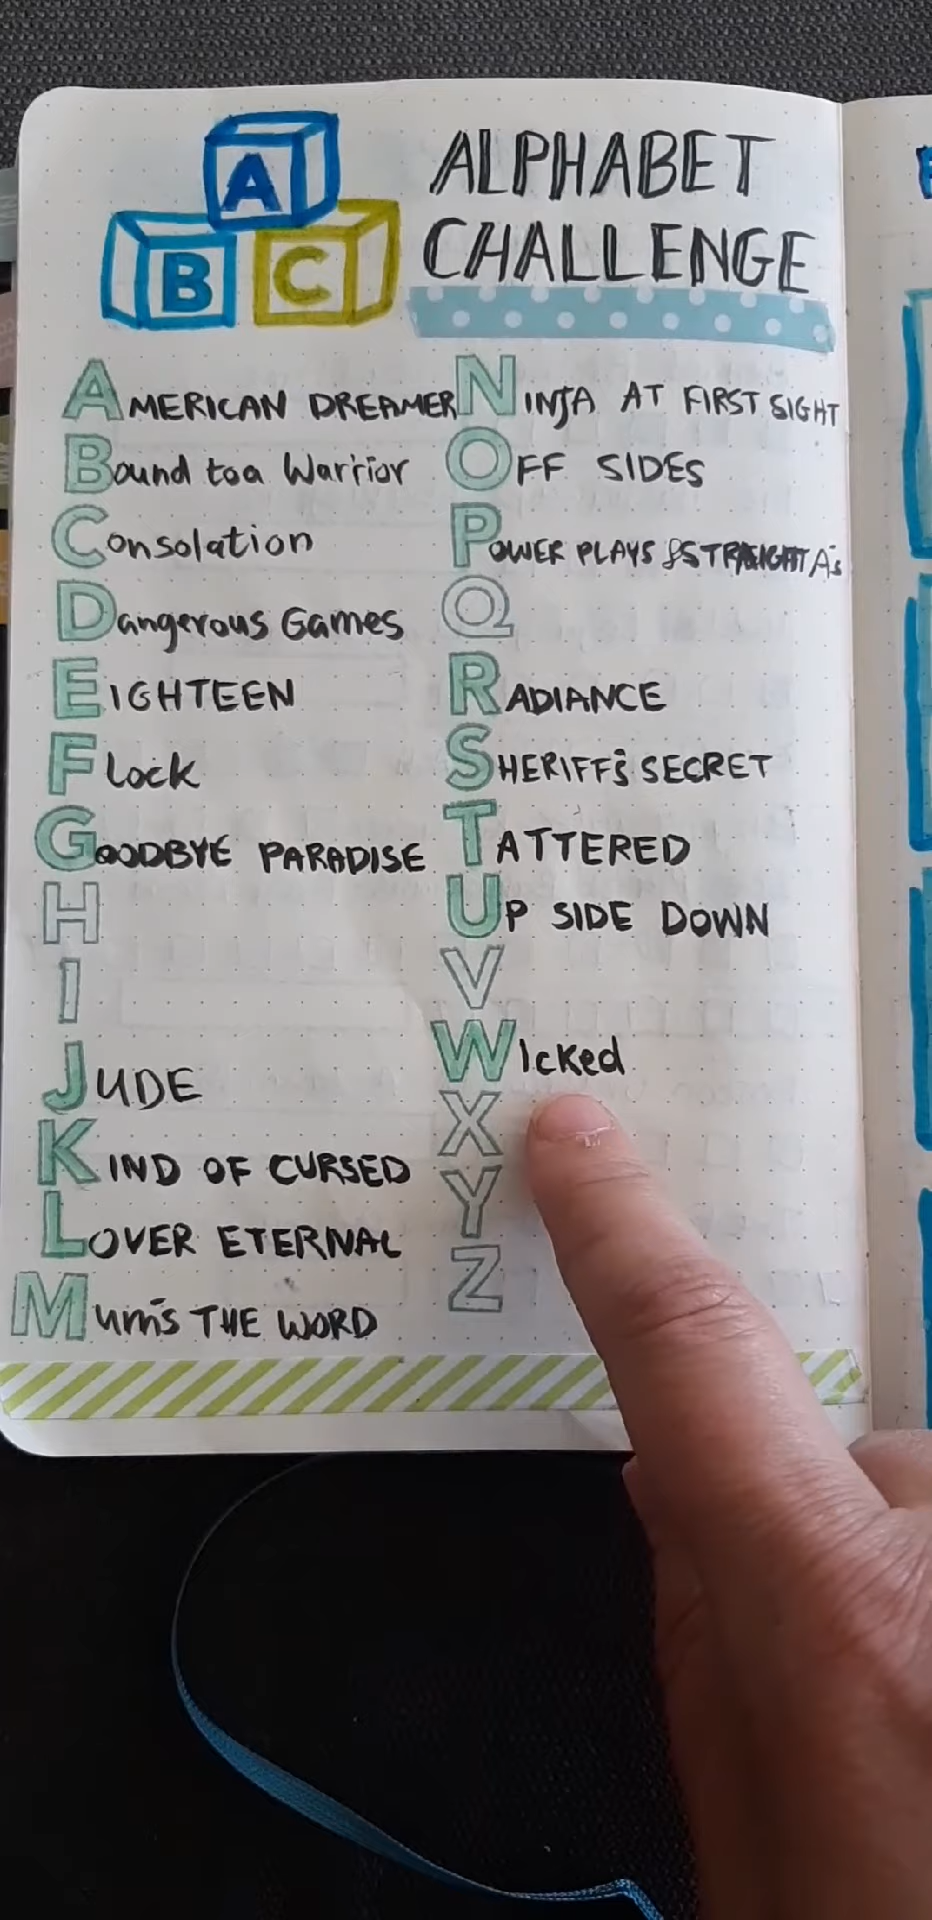 A
B C
ALPHABET
CHALLENGE
AMERICAN DREAMER
Bound to a Warrior
Consolation
Dangerous Games
EIGHTEEN
Flock
GOODBYE PARADISE
H
I
JUDE
KIND OF CURSED
LOVER ETERNAL
Mum's THE WORD
NINJA AT FIRST SIGHT
OFF SIDES
POWER PLAYS & STRAIGHT A's
Q
RADIANCE
SHERIFF's SECRET
TATTERED
UP SIDE DOWN
V
Wicked
X
Y
Z